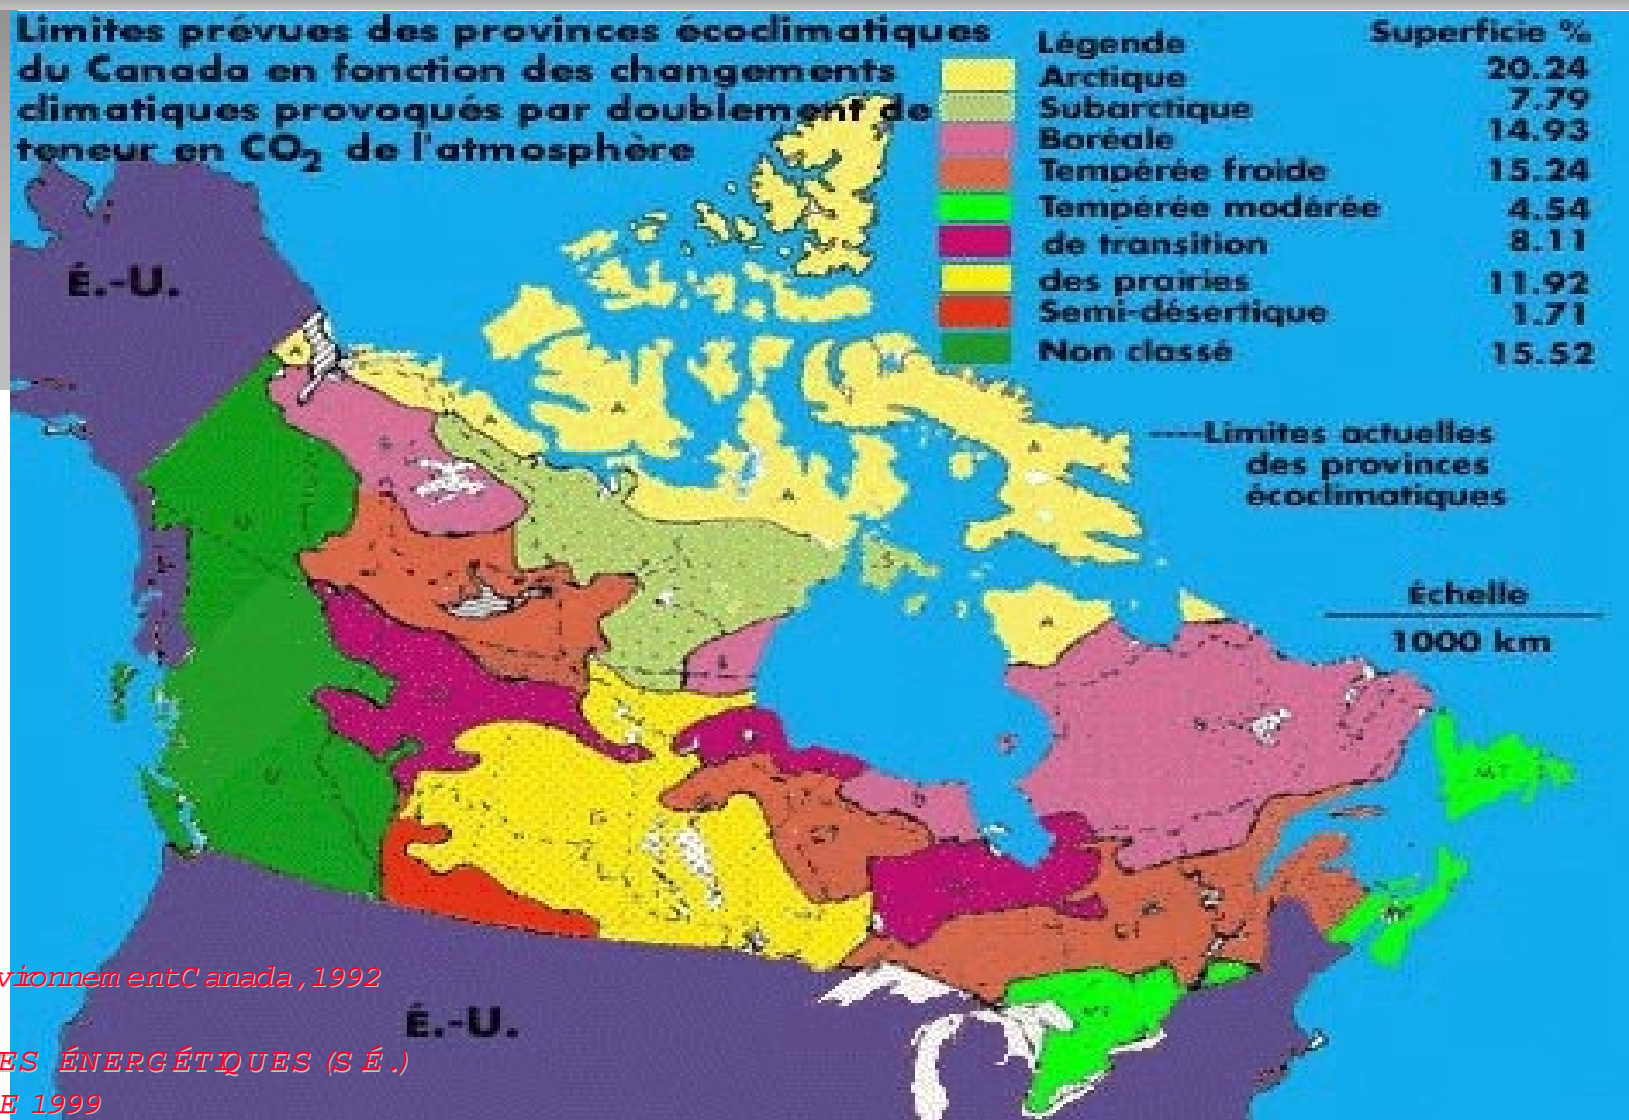 Limites prévues des provinces écoclimatiques
du Canada en fonction des changements
climatiques provoqués par doublement de
teneur en CO2 de l'atmosphère
Légende Superficie %
Arctique 20.24
Subarctique 7.79
Boréale 14.93
Tempérée froide 15.24
Tempérée modérée 4.54
de transition 8.11
des prairies 11.92
Semi-désertique 1.71
Non classé 15.52
É.-U.
----Limites actuelles
des provinces
écoclimatiques
Échelle
1000 km
vironnementCanada,1992
É.-U.
ES ÉNERGÉTIQUES (S É.)
E 1999